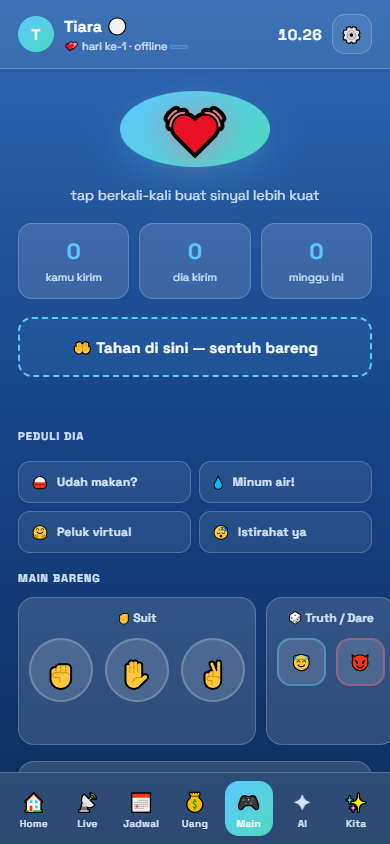 T
Tiara
hari ke-1 · offline
10.26
tap berkali-kali buat sinyal lebih kuat
0
kamu kirim
0
dia kirim
0
minggu ini
Tahan di sini — sentuh bareng
PEDULI DIA
Udah makan?
Minum air!
Peluk virtual
Istirahat ya
MAIN BARENG
Suit
Truth / Dare
Home
Live
Jadwal
Uang
Main
AI
Kita